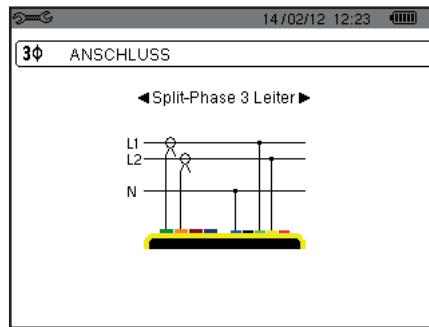 14/02/12 12:23
3Φ ANSCHLUSS
◄Split-Phase 3 Leiter►
L1
L2
N